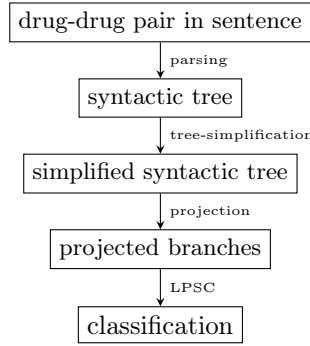 drug-drug pair in sentence
parsing
syntactic tree
tree-simplification
simplified syntactic tree
projection
projected branches
LPSC
classification